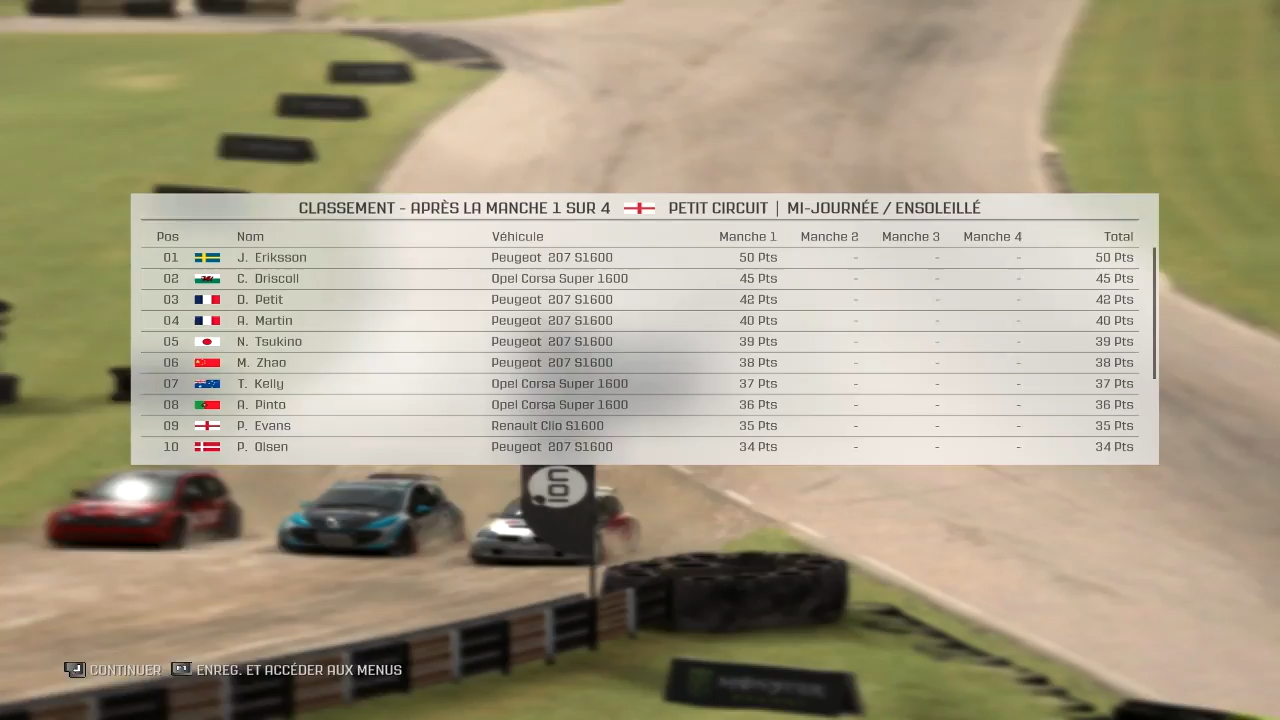 CLASSEMENT - APRÈS LA MANCHE 1 SUR 4 PETIT CIRCUIT | MI-JOURNÉE / ENSOLEILLÉ
Pos Nom Véhicule Manche 1 Manche 2 Manche 3 Manche 4 Total
01 J. Eriksson Peugeot 207 S1600 50 Pts - - - 50 Pts
02 C. Driscoll Opel Corsa Super 1600 45 Pts - - - 45 Pts
03 D. Petit Peugeot 207 S1600 42 Pts - - - 42 Pts
04 A. Martin Peugeot 207 S1600 40 Pts - - - 40 Pts
05 N. Tsukino Peugeot 207 S1600 39 Pts - - - 39 Pts
06 M. Zhao Peugeot 207 S1600 38 Pts - - - 38 Pts
07 T. Kelly Opel Corsa Super 1600 37 Pts - - - 37 Pts
08 A. Pinto Opel Corsa Super 1600 36 Pts - - - 36 Pts
09 P. Evans Renault Clio S1600 35 Pts - - - 35 Pts
10 P. Olsen Peugeot 207 S1600 34 Pts - - - 34 Pts
ion
CONTINUER ENREG. ET ACCÉDER AUX MENUS